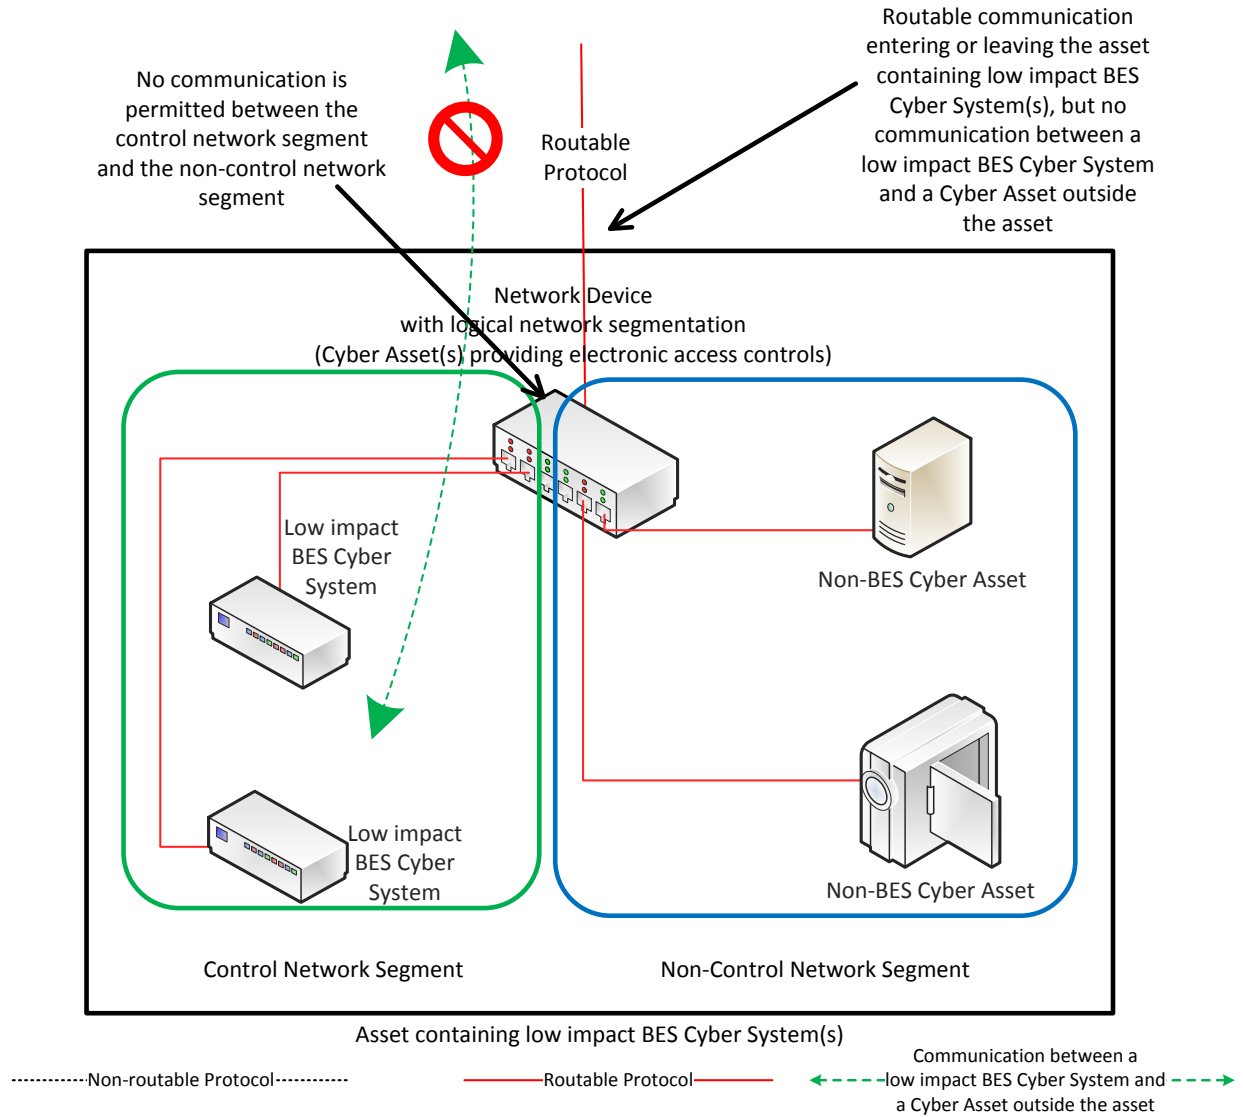 No communication is
permitted between the
control network segment
and the non-control network
segment
Routable
Protocol
Routable communication
entering or leaving the asset
containing low impact BES
Cyber System(s), but no
communication between a
low impact BES Cyber System
and a Cyber Asset outside
the asset
Network Device
with logical network segmentation
(Cyber Asset(s) providing electronic access controls)
Low impact
BES Cyber
System
Non-BES Cyber Asset
Low impact
BES Cyber
System
Non-BES Cyber Asset
Control Network Segment
Non-Control Network Segment
Asset containing low impact BES Cyber System(s)
Non-routable Protocol
Routable Protocol
Communication between a
low impact BES Cyber System and
a Cyber Asset outside the asset